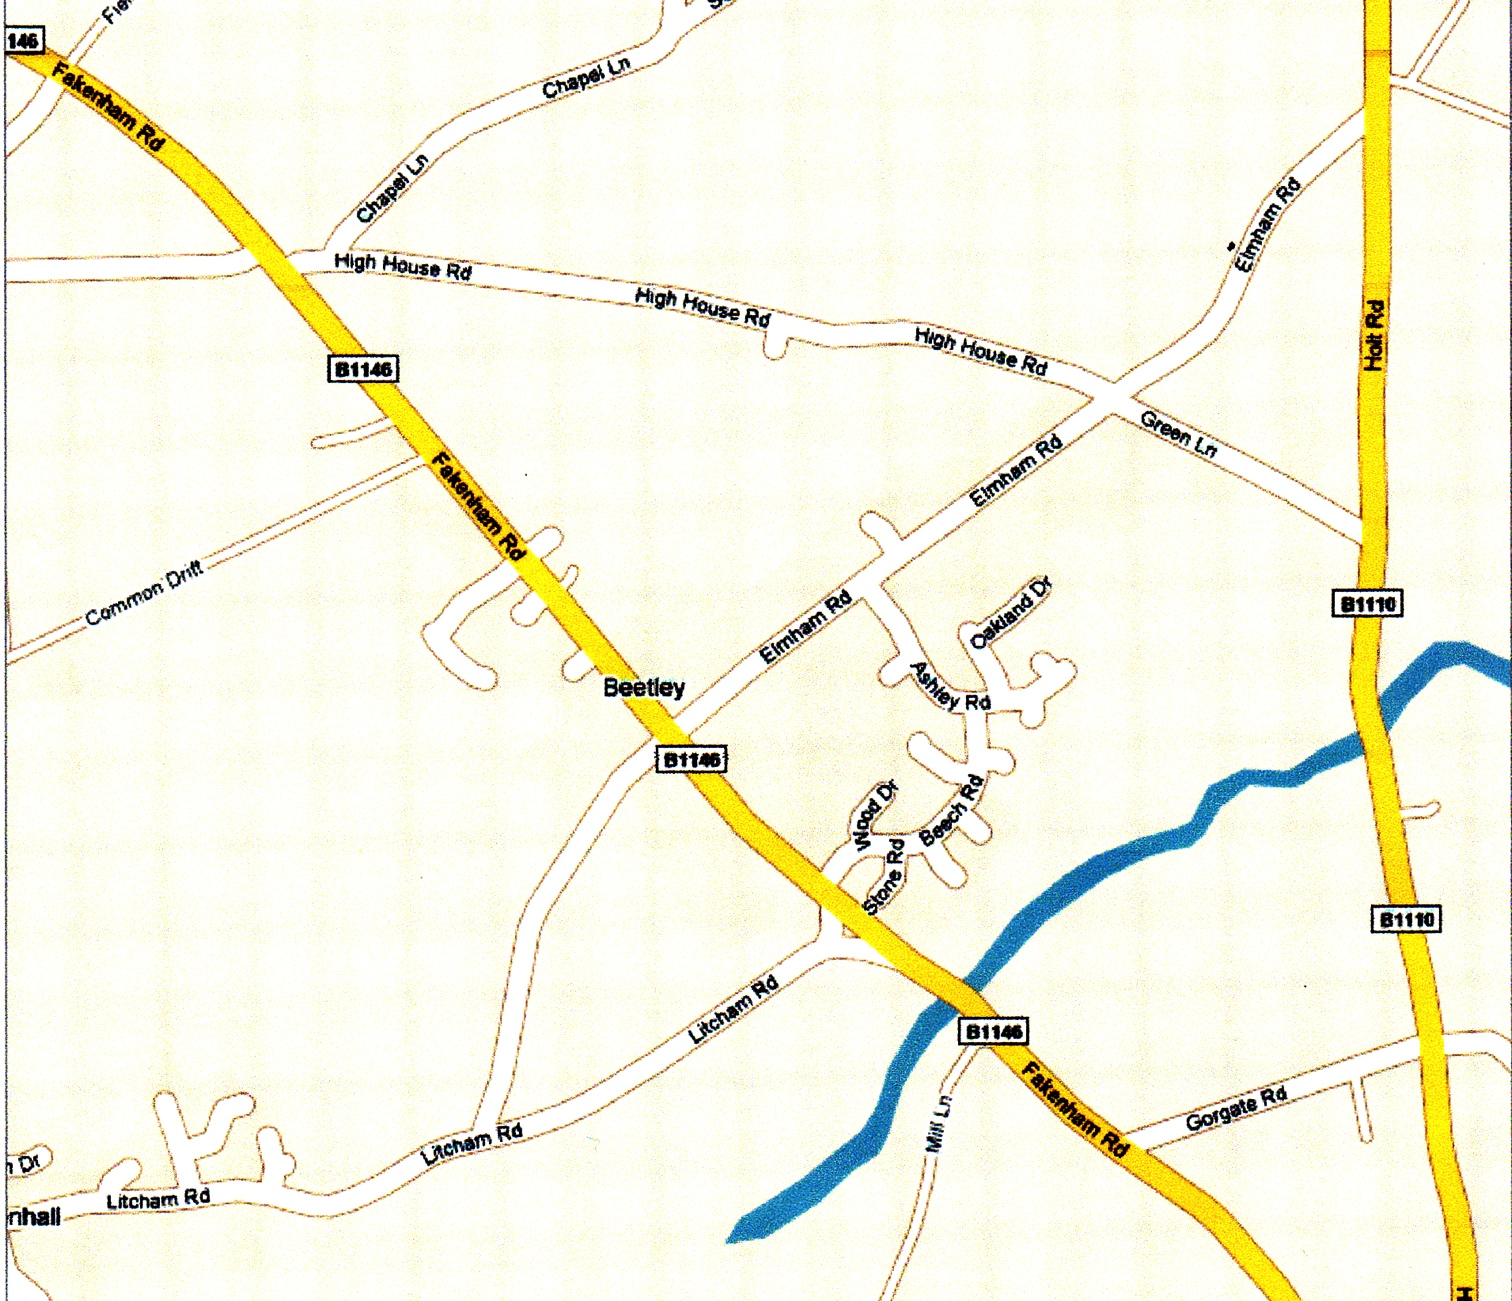 146
Fakenham Rd
Chapel Ln
Chapel Ln
High House Rd
High House Rd
High House Rd
Elmham Rd
Holt Rd
B1146
Green Ln
Elmham Rd
Fakenham Rd
Common Drift
Elmham Rd
Oakland Dr
B1110
Ashley Rd
Beetley
B1146
Wood Dr
Beech Rd
Stone Rd
B1110
Litcham Rd
B1146
Fakenham Rd
Gorgate Rd
Mill Ln
Litcham Rd
Dr
Litcham Rd
nhall
H